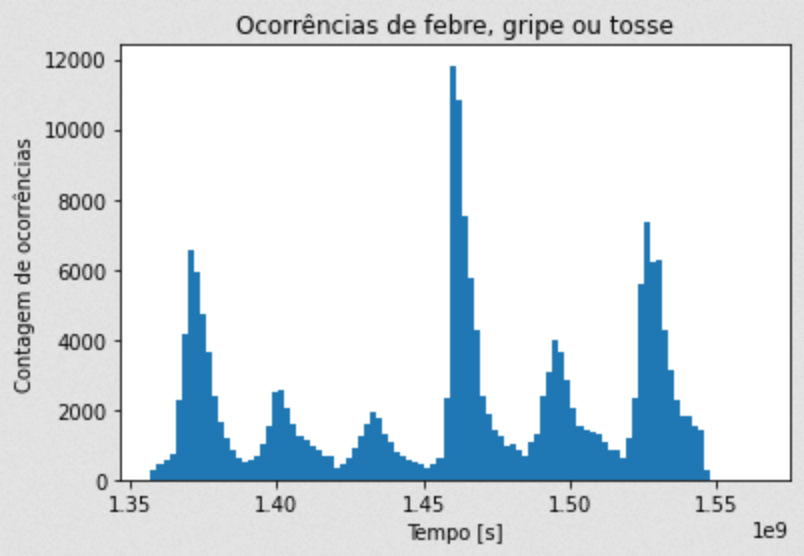 Ocorrências de febre, gripe ou tosse
12000
10000
8000
6000
4000
2000
0
Contagem de ocorrências
1.35 1.40 1.45 1.50 1.55
1e9
Tempo [s]